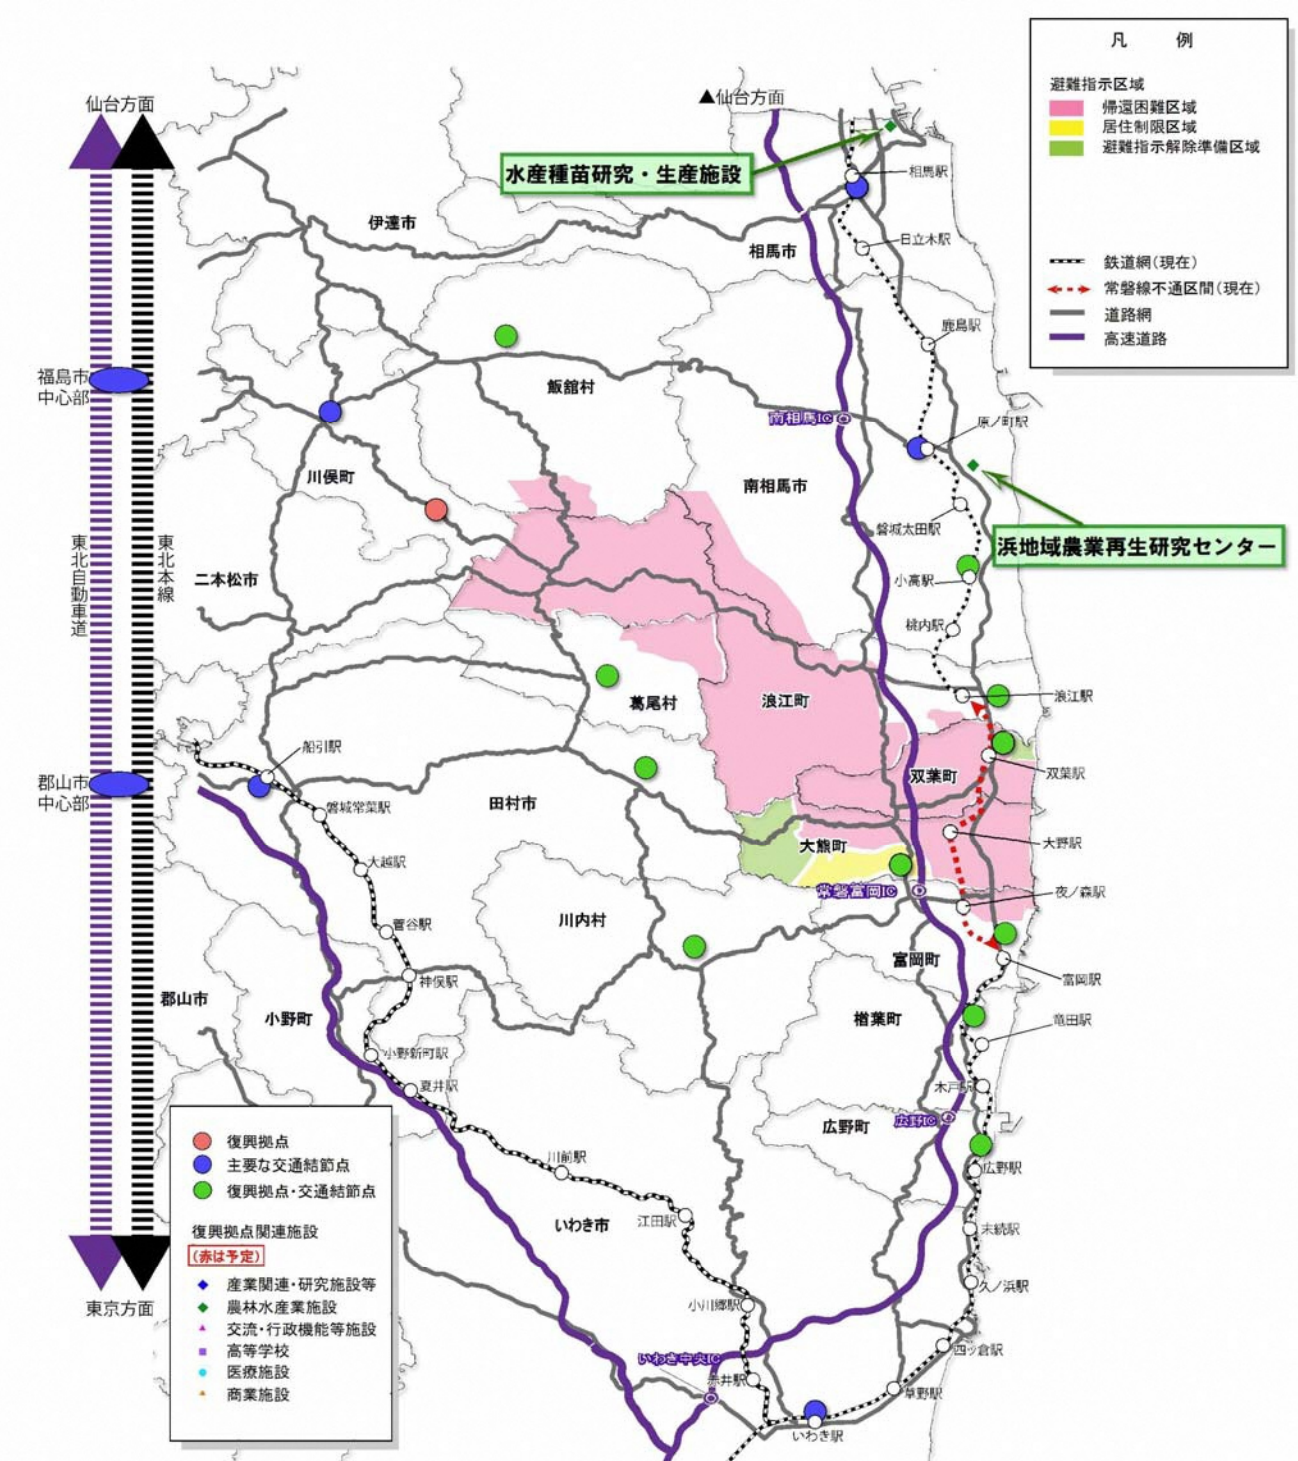 凡 例
避難指示区域
帰還困難区域
居住制限区域
避難指示解除準備区域
鉄道網(現在)
常磐線不通区間(現在)
道路網
高速道路
仙台方面
▲仙台方面
水産種苗研究・生産施設
相馬駅
伊達市
日立木駅
相馬市
鹿島駅
福島市
中心部
飯舘村
南相馬IC
原ノ町駅
川俣町
南相馬市
磐城太田駅
浜地域農業再生研究センター
東北自動車道
東北本線
二本松市
小高駅
桃内駅
浪江駅
葛尾村
浪江町
船引駅
双葉町
双葉駅
郡山市
中心部
田村市
磐城常葉駅
大熊町
大野駅
大越駅
常磐富岡IC
夜ノ森駅
川内村
菅谷駅
富岡町
富岡駅
神俣駅
郡山市
小野町
楢葉町
竜田駅
小野新町駅
夏井駅
木戸駅
広野町
広野IC
川前駅
広野駅
いわき市
江田駅
末続駅
久ノ浜駅
小川郷駅
四ッ倉駅
いわき中央IC
赤井駅
草野駅
いわき駅
復興拠点
主要な交通結節点
復興拠点・交通結節点
復興拠点関連施設
(赤は予定)
産業関連・研究施設等
農林水産業施設
交流・行政機能等施設
高等学校
医療施設
商業施設
東京方面